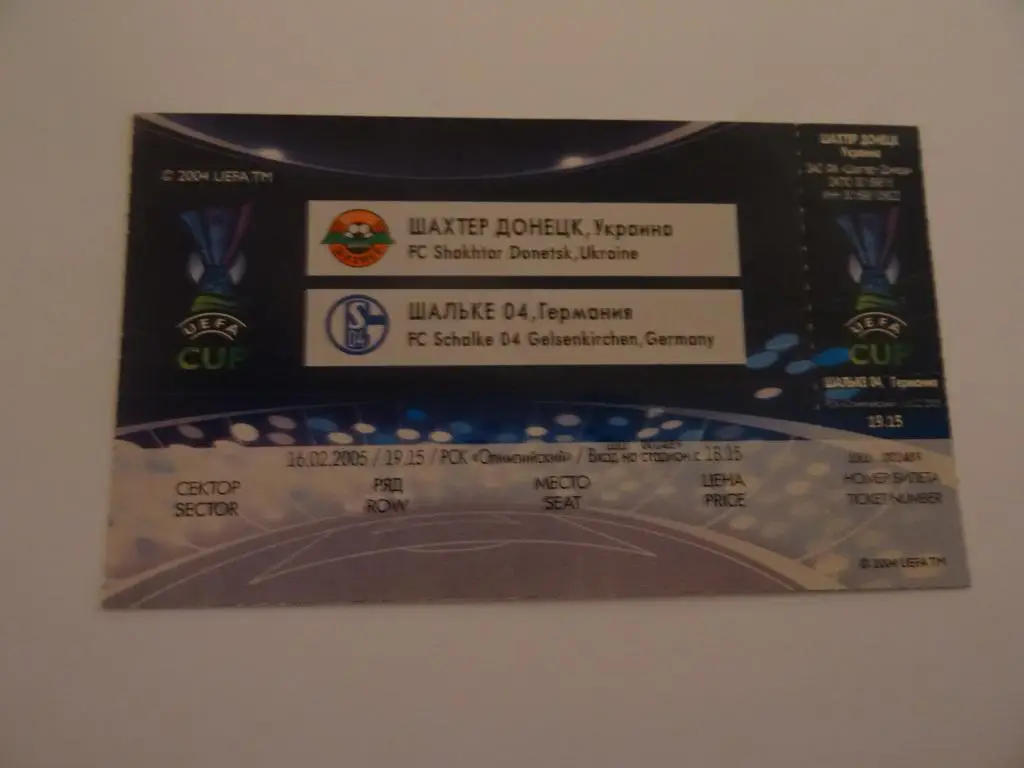 © 2004 UEFA TM
ШАХТЕР ДОНЕЦК, Украина
FC Shakhtar Donetsk, Ukraine
ШАЛЬКЕ 04, Германия
FC Schalke 04 Gelsenkirchen, Germany
UEFA
CUP
16.02.2005 / 19.15 / РСК «Олимпийский» / Вход на стадион с 18.15
СЕКТОР РЯД МЕСТО ЦЕНА
SECTOR ROW SEAT PRICE
ШАХТЕР ДОНЕЦК
Украина
UEFA
CUP
ШАЛЬКЕ 04, Германия
19.15
НОМЕР БИЛЕТА
TICKET NUMBER
© 2004 UEFA TM